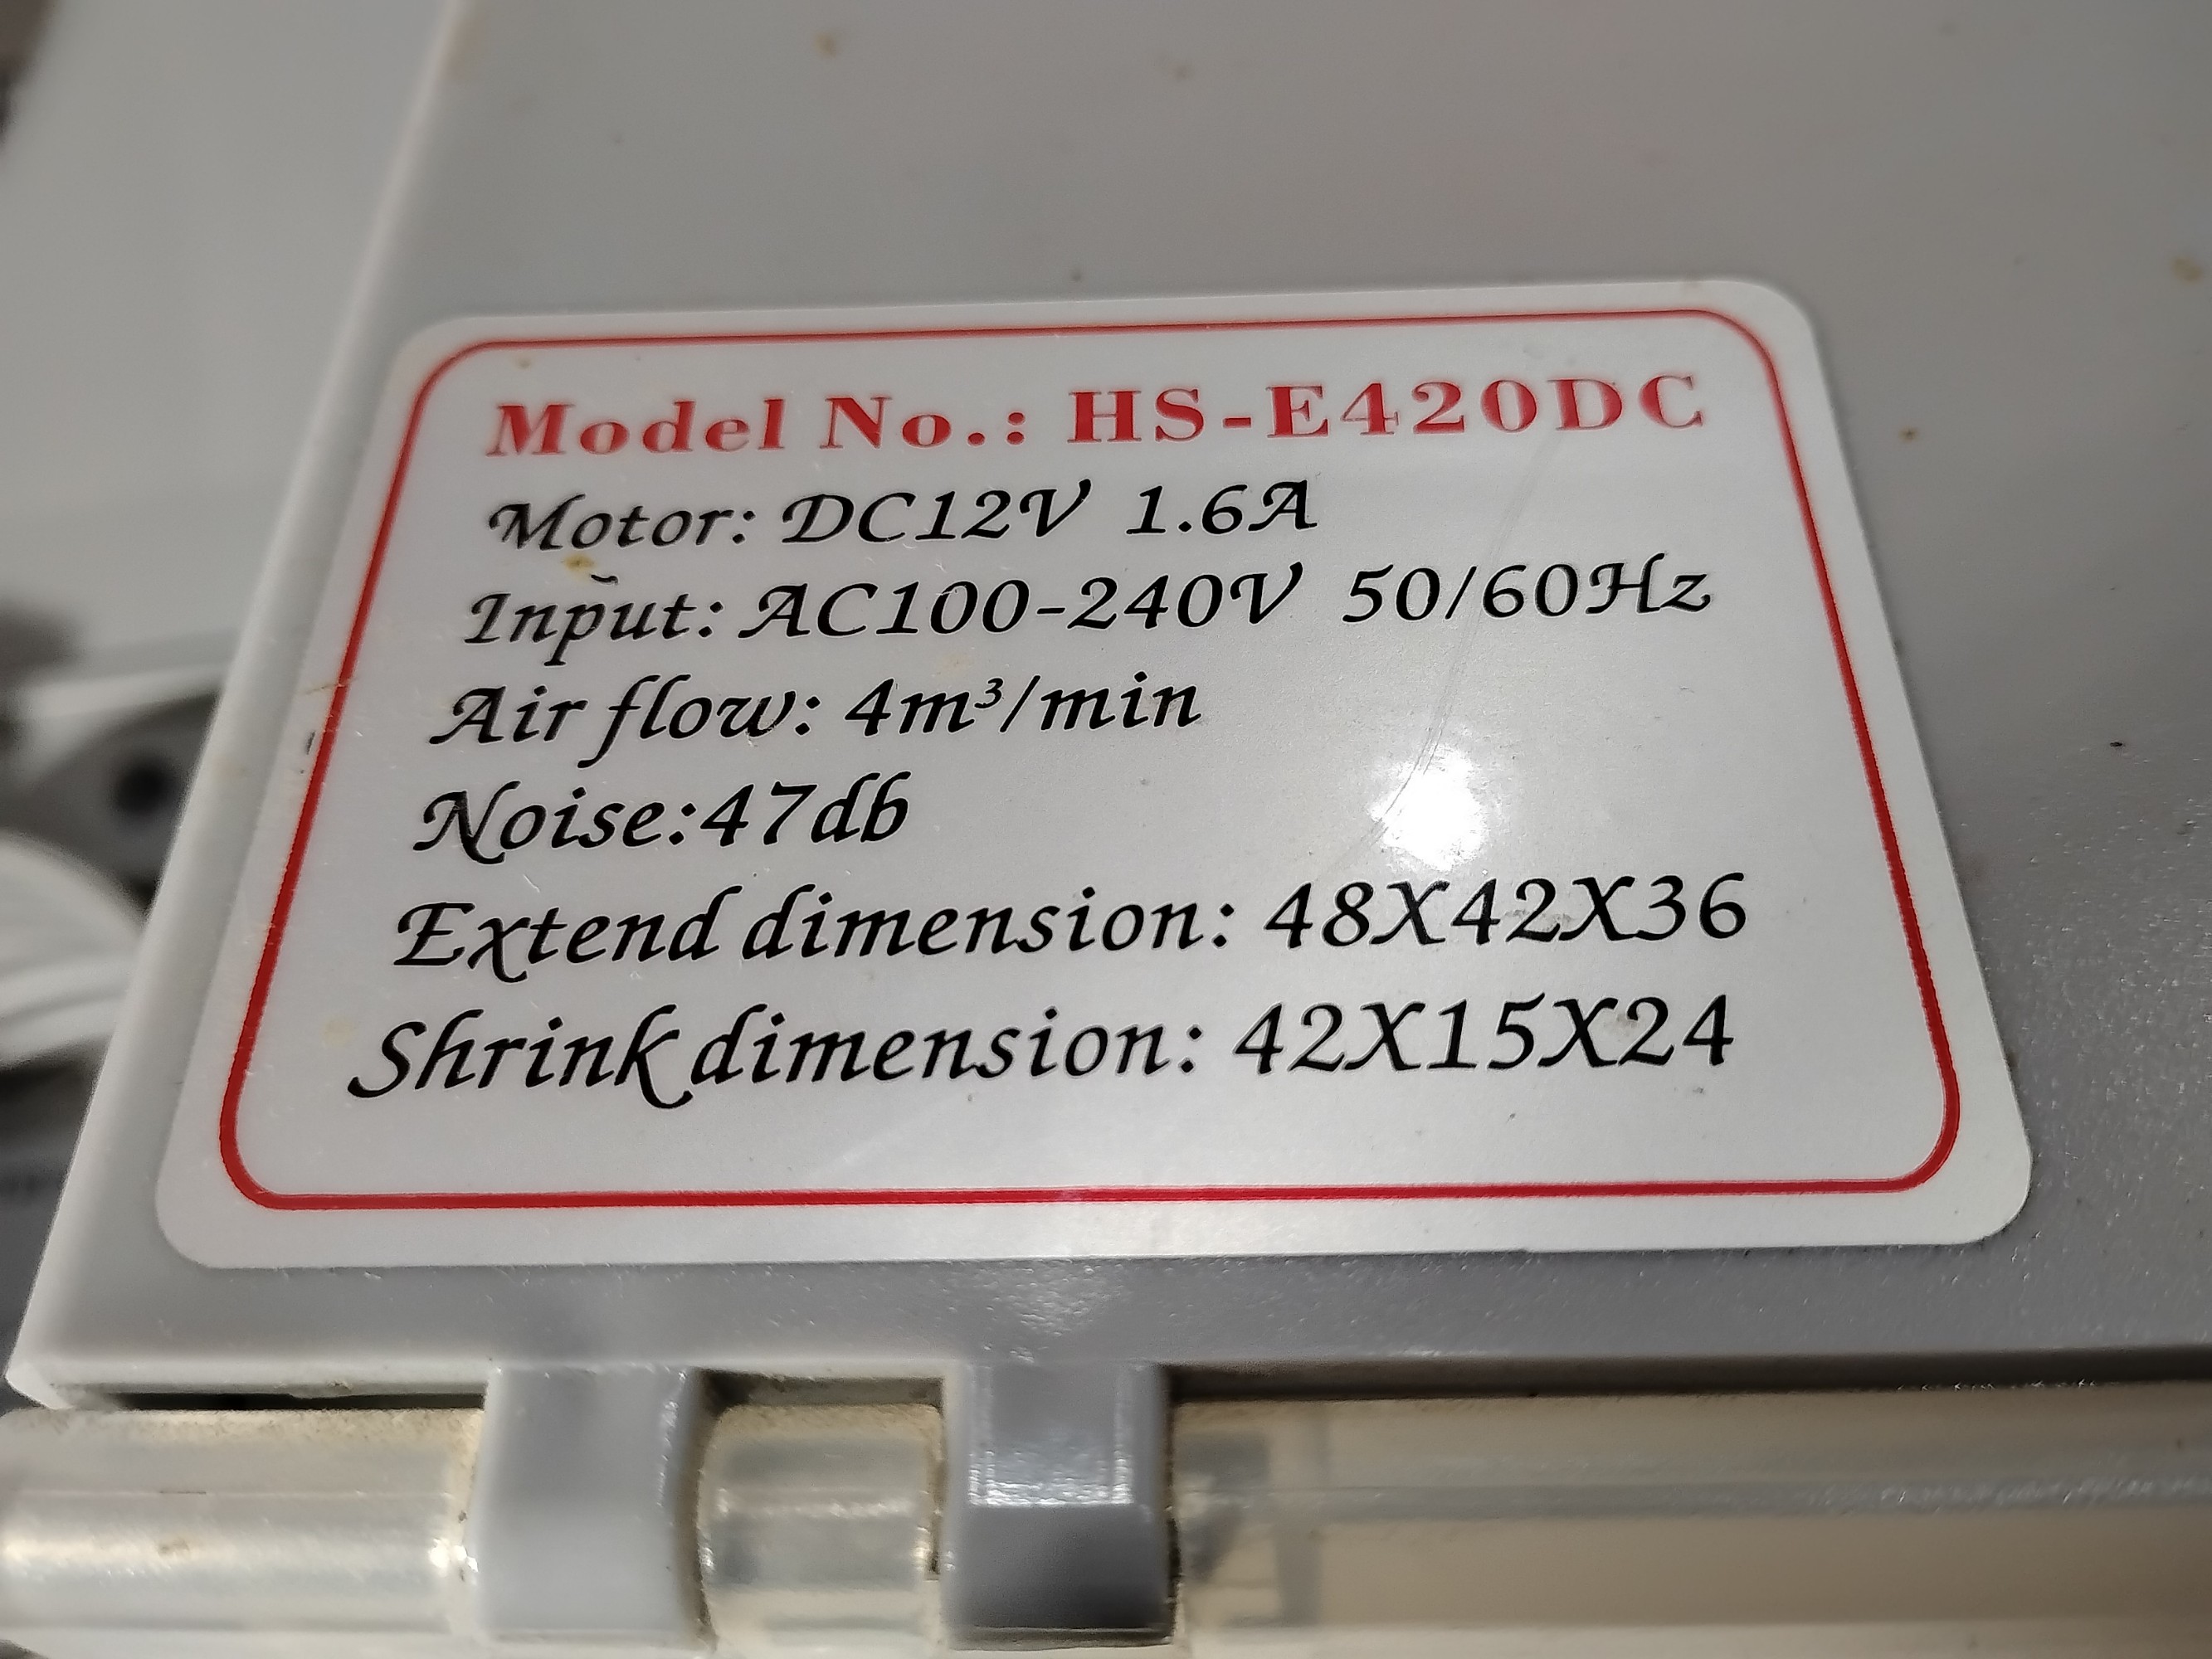 Model No.: HS-E420DC
Motor: DC12V 1.6A
Input: AC100-240V 50/60Hz
Air flow: 4m³/min
Noise:47db
Extend dimension: 48X42X36
Shrink dimension: 42X15X24